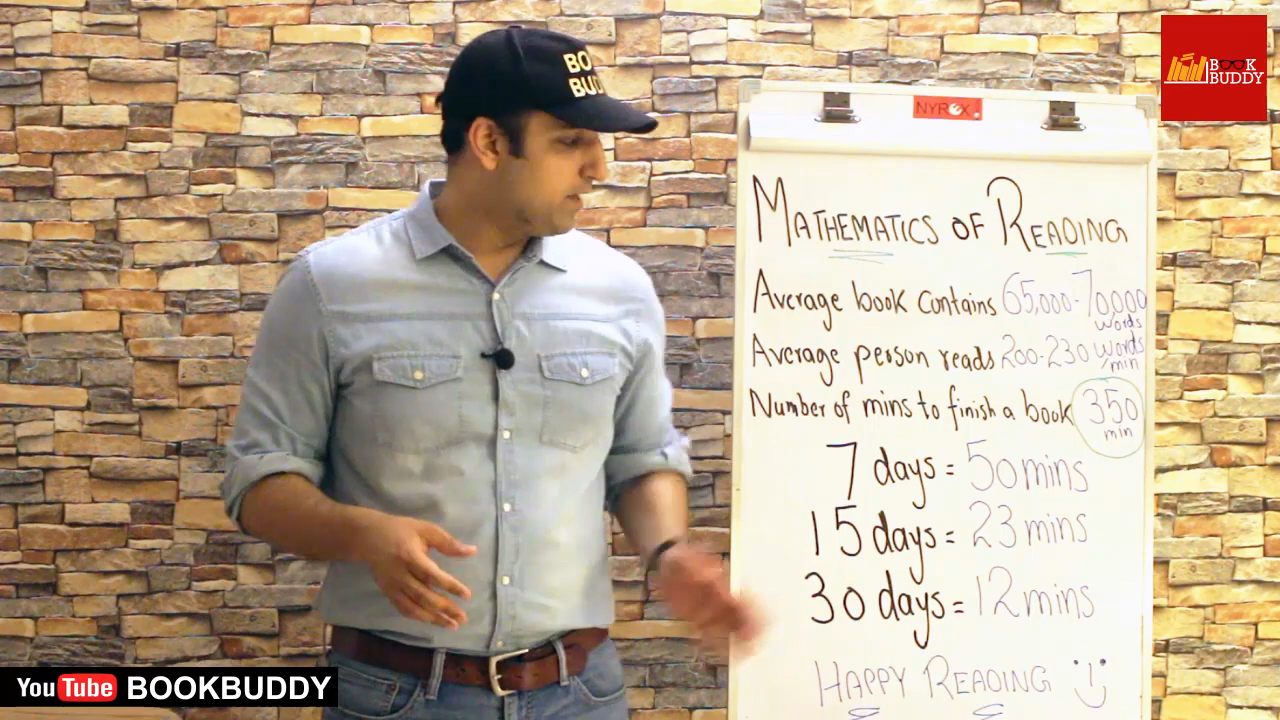 BOOK
BUDDY
BO
BUD
NYROX.
MATHEMATICS OF READING
Average book contains 65,000-70,000
words
Average person reads 200-230 words
/min
Number of mins to finish a book 350
min
7 days = 50 mins
15 days = 23 mins
30 days = 12 mins
HAPPY READING
YouTube BOOKBUDDY